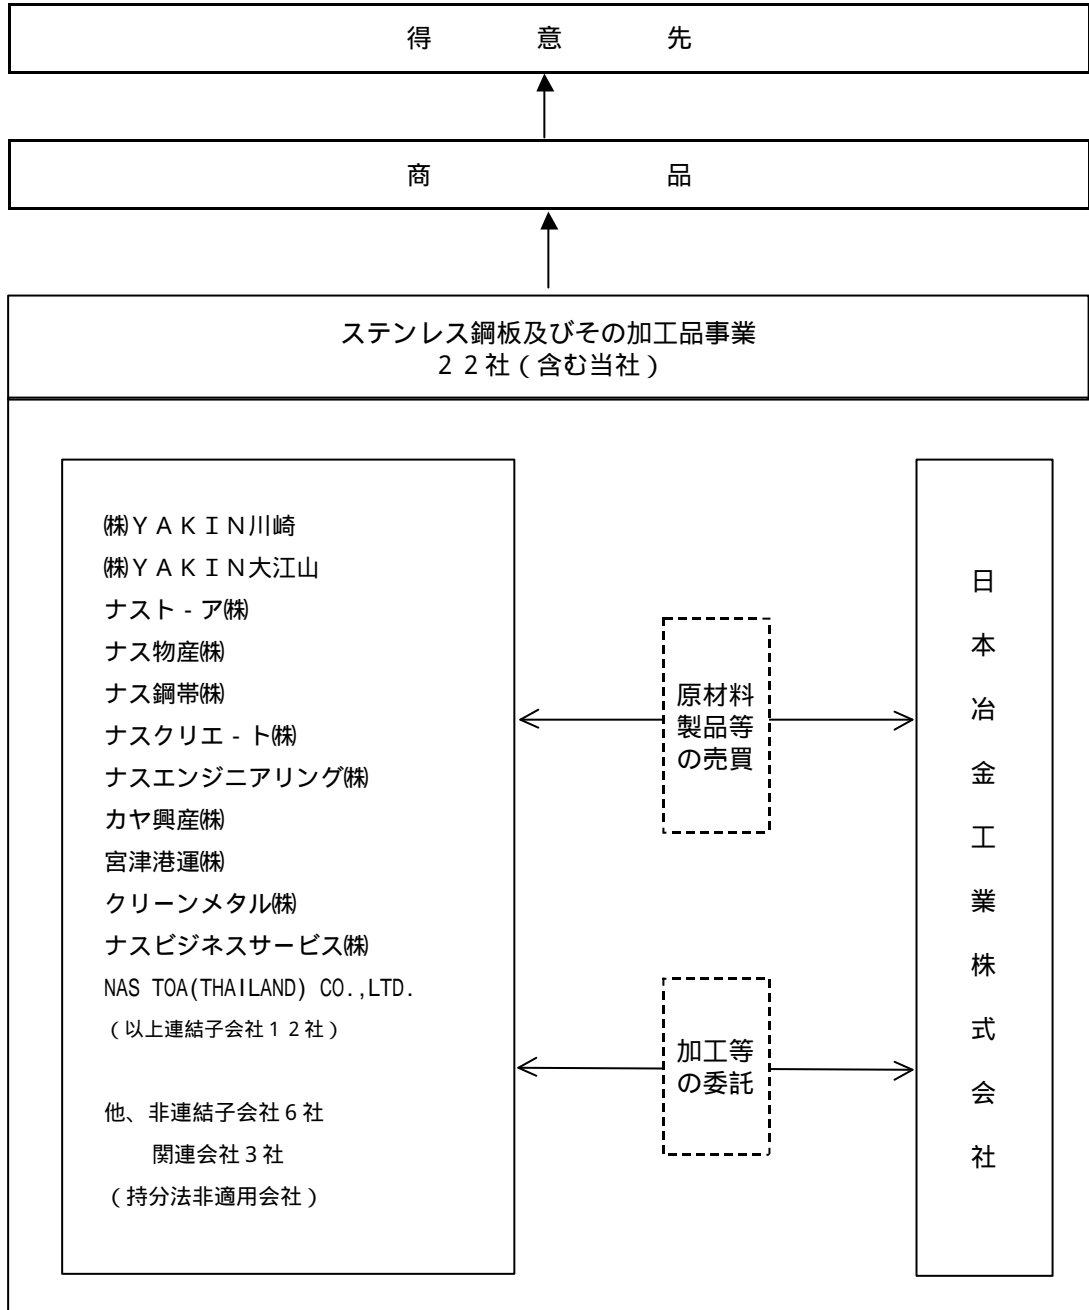 得意先
商品
ステンレス鋼板及びその加工品事業
22社(含む当社)
㈱YAKIN川崎
㈱YAKIN大江山
ナスト-ア㈱
ナス物産㈱
ナス鋼帯㈱
ナスクリエ-ト㈱
ナスエンジニアリング㈱
カヤ興産㈱
宮津港運㈱
クリーンメタル㈱
ナスビジネスサービス㈱
NAS TOA(THAILAND) CO.,LTD.
(以上連結子会社12社)
他、非連結子会社6社
関連会社3社
(持分法非適用会社)
原材料
製品等
の売買
加工等
の委託
日本冶金工業株式会社